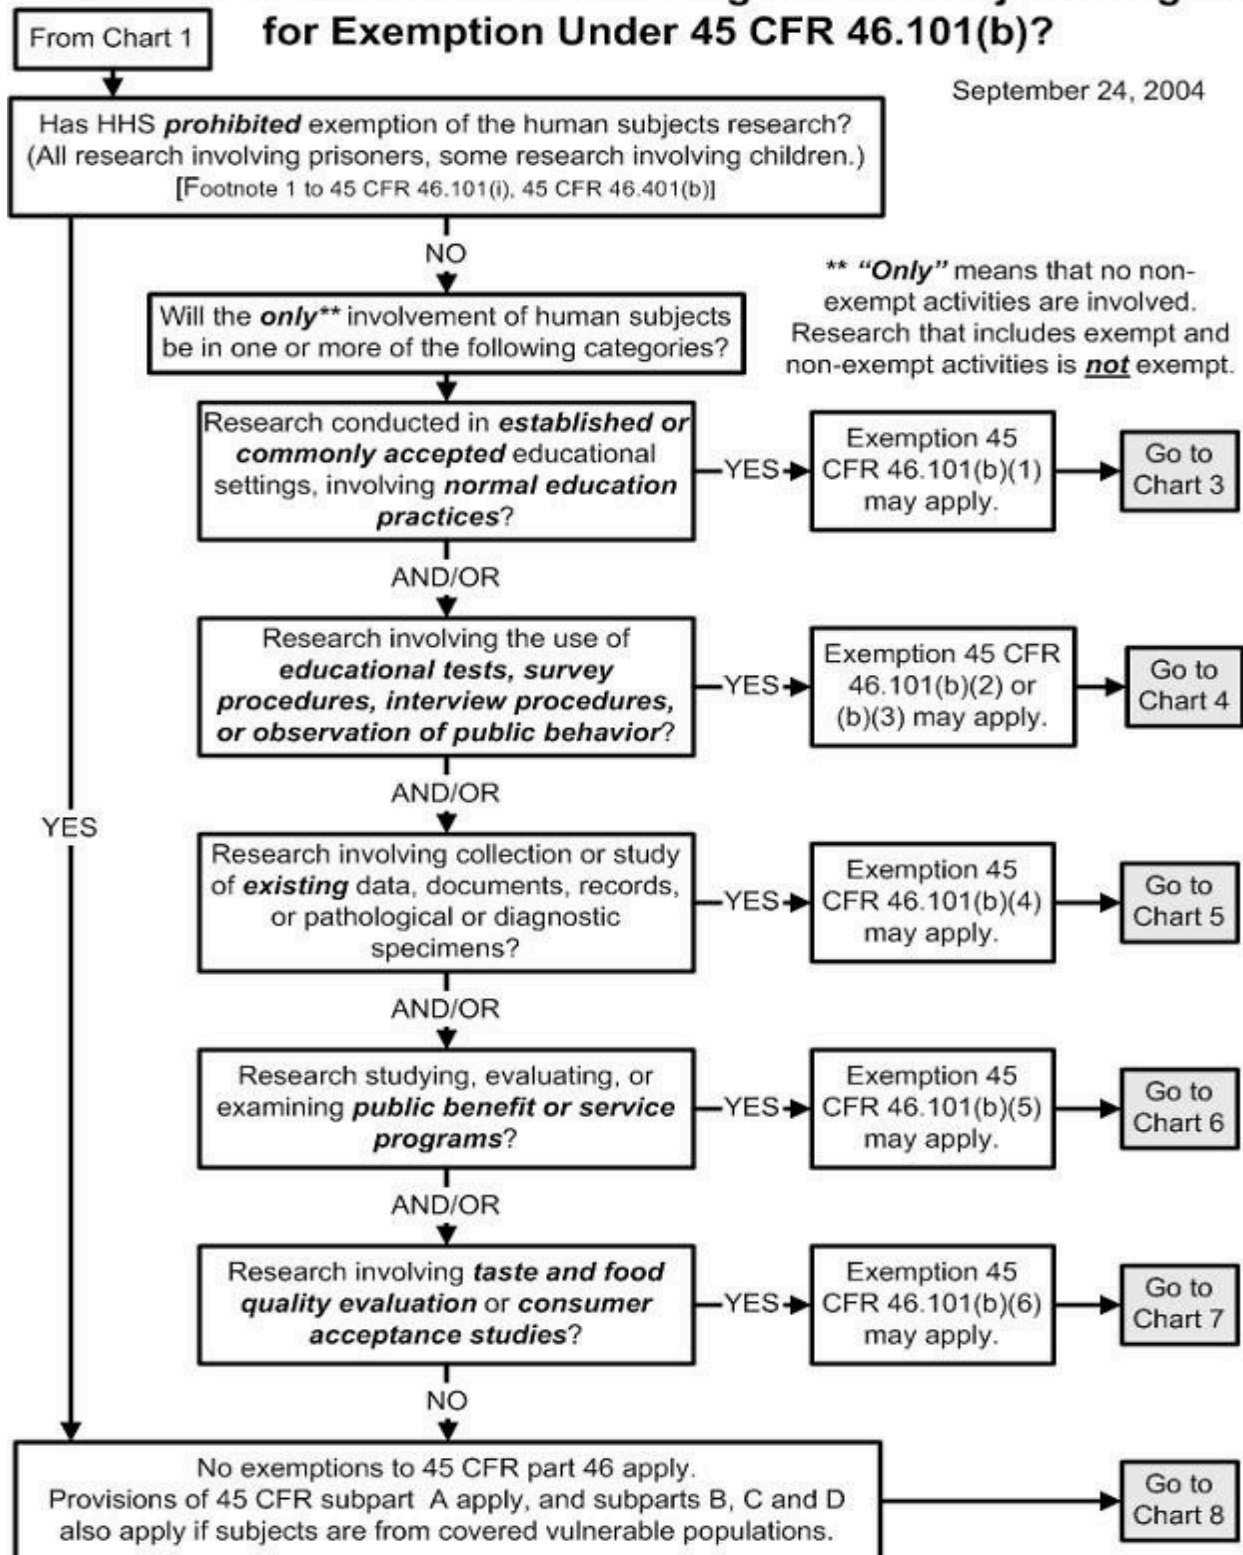 for Exemption Under 45 CFR 46.101(b)?
From Chart 1
September 24, 2004
Has HHS prohibited exemption of the human subjects research?
(All research involving prisoners, some research involving children.)
[Footnote 1 to 45 CFR 46.101(i), 45 CFR 46.401(b)]
NO
** “Only” means that no non-
exempt activities are involved.
Research that includes exempt and
non-exempt activities is not exempt.
Will the only** involvement of human subjects
be in one or more of the following categories?
Research conducted in established or
commonly accepted educational
settings, involving normal education
practices?
YES
Exemption 45
CFR 46.101(b)(1)
may apply.
Go to
Chart 3
AND/OR
Research involving the use of
educational tests, survey
procedures, interview procedures,
or observation of public behavior?
YES
Exemption 45 CFR
46.101(b)(2) or
(b)(3) may apply.
Go to
Chart 4
AND/OR
YES
Research involving collection or study
of existing data, documents, records,
or pathological or diagnostic
specimens?
YES
Exemption 45
CFR 46.101(b)(4)
may apply.
Go to
Chart 5
AND/OR
Research studying, evaluating, or
examining public benefit or service
programs?
YES
Exemption 45
CFR 46.101(b)(5)
may apply.
Go to
Chart 6
AND/OR
Research involving taste and food
quality evaluation or consumer
acceptance studies?
YES
Exemption 45
CFR 46.101(b)(6)
may apply.
Go to
Chart 7
NO
No exemptions to 45 CFR part 46 apply.
Provisions of 45 CFR subpart A apply, and subparts B, C and D
also apply if subjects are from covered vulnerable populations.
Go to
Chart 8